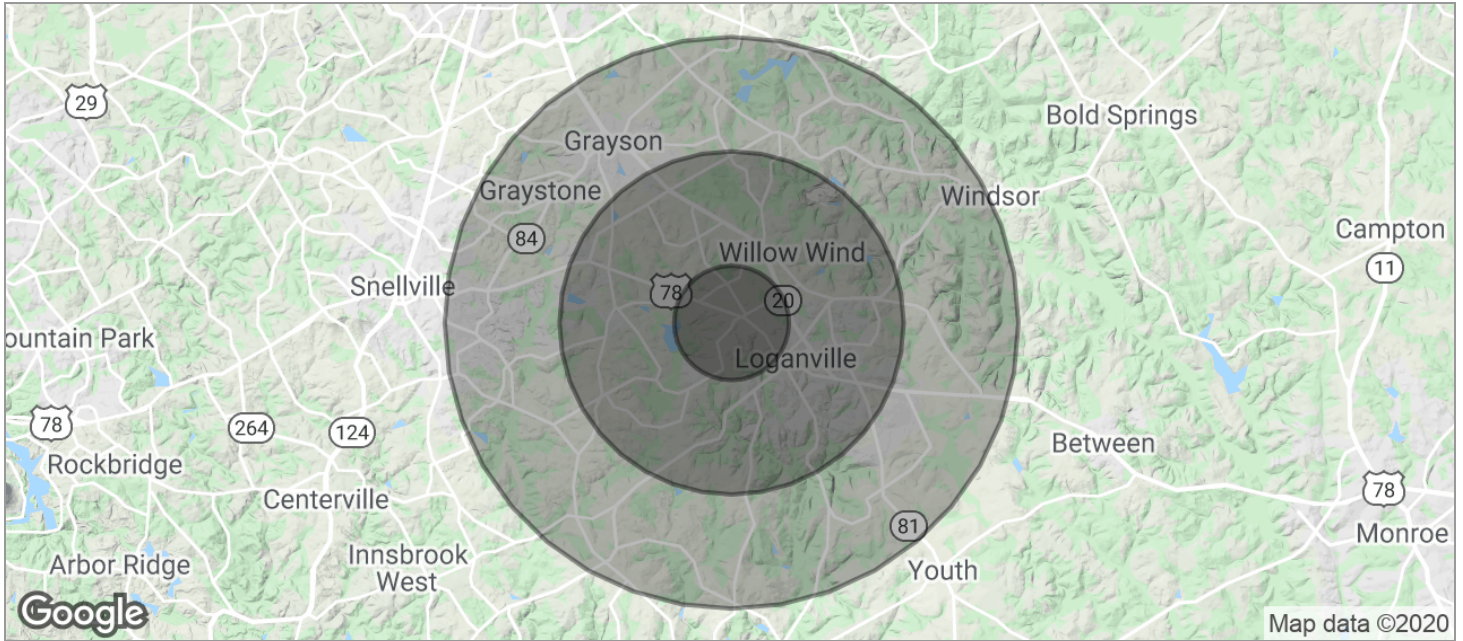 29
Bold Springs
Grayson
Graystone
Windsor
84
Campton
Willow Wind
11
Snellville
78
20
ountain Park
Loganville
78
264
124
Between
Rockbridge
78
Centerville
81
Monroe
Innsbrook
West
Arbor Ridge
Youth
Google
Map data ©2020